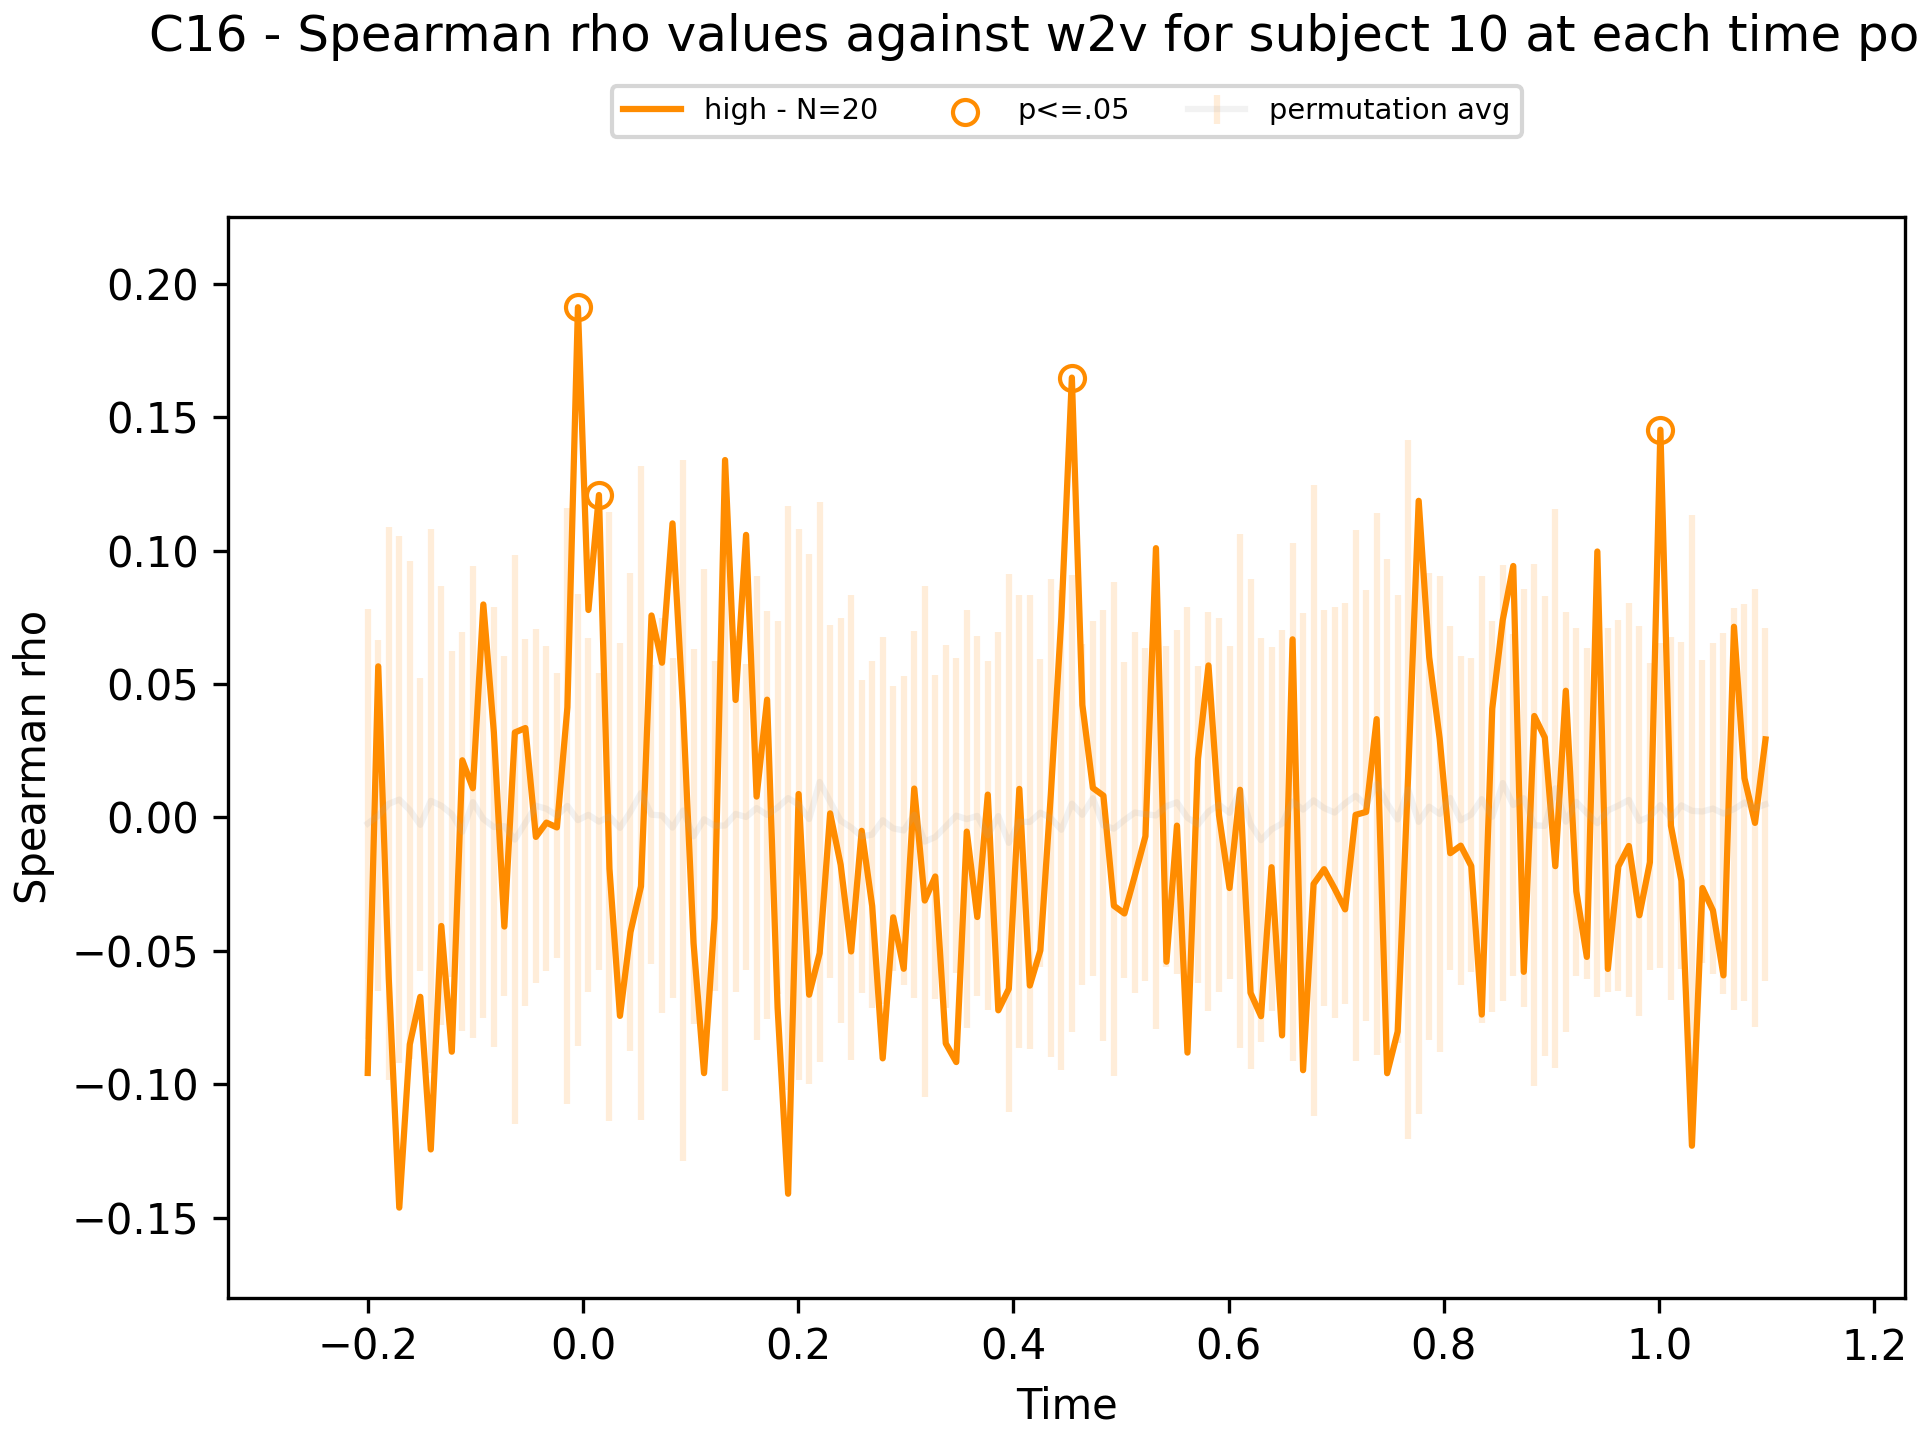 C16 - Spearman rho values against w2v for subject 10 at each time po
high - N=20 p<=.05 permutation avg
0.20
0.15
0.10
0.05
0.00
−0.05
−0.10
−0.15
Spearman rho
−0.2 0.0 0.2 0.4 0.6 0.8 1.0 1.2
Time